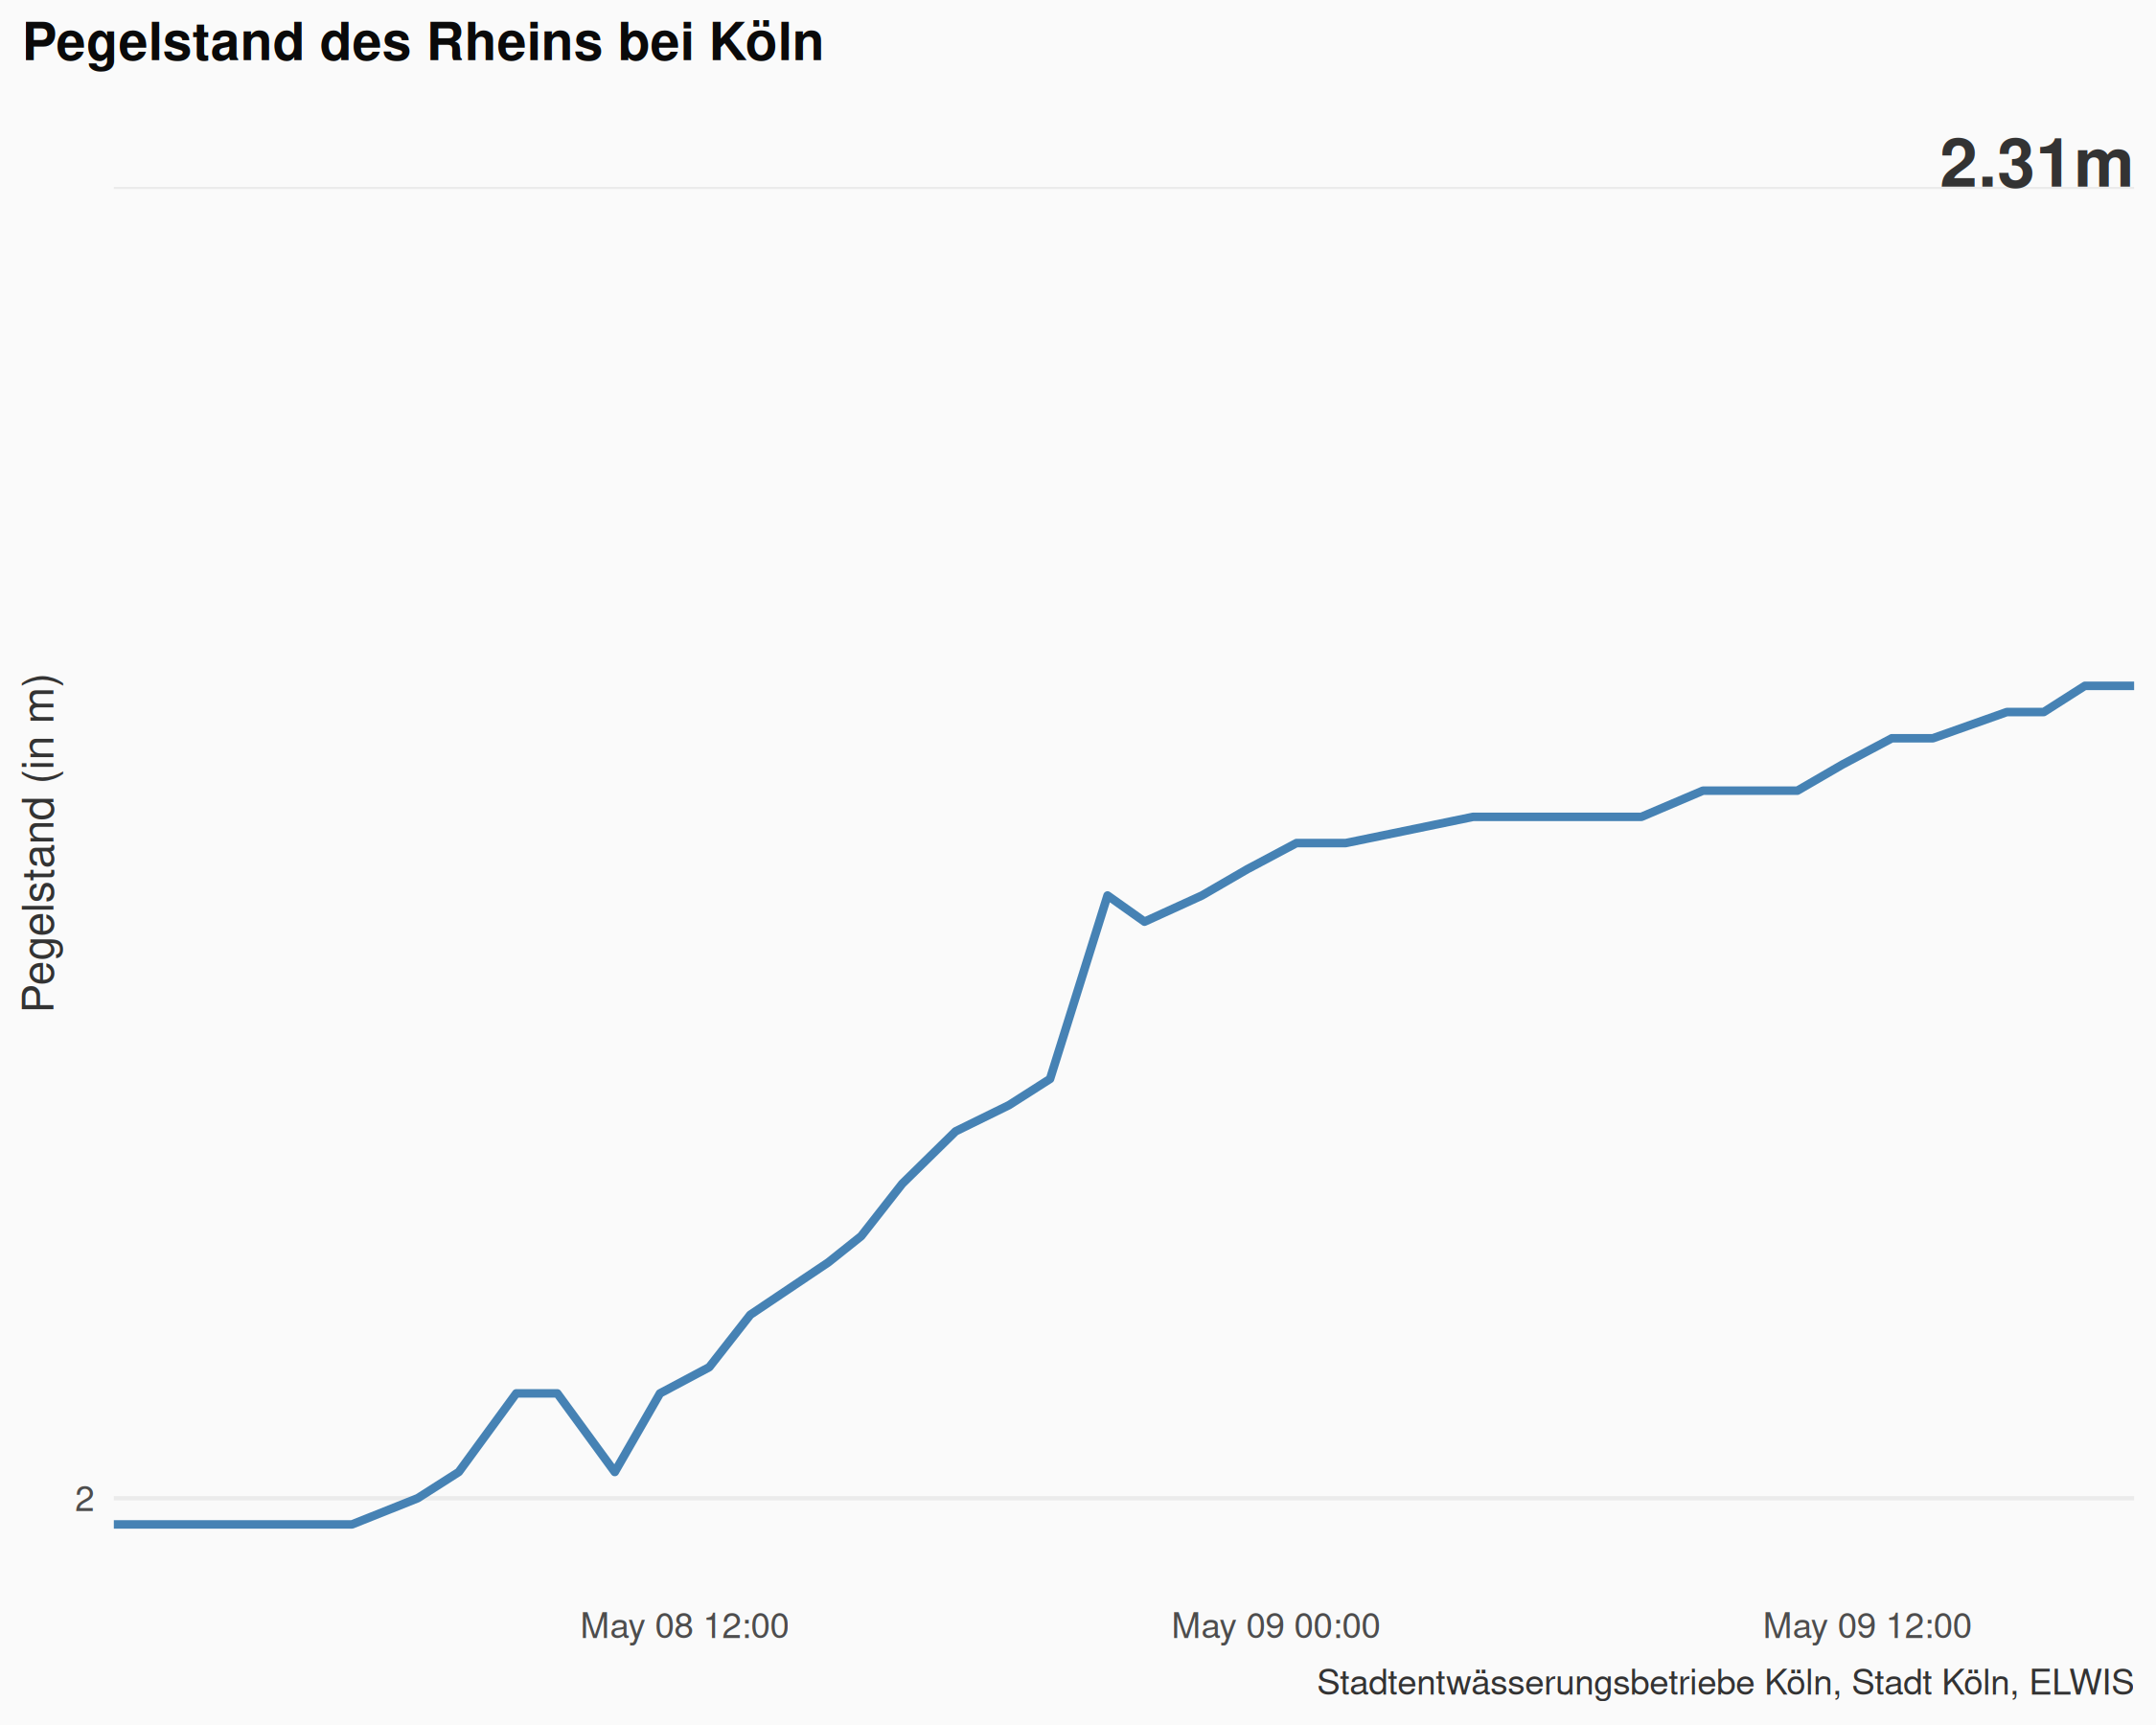 Pegelstand des Rheins bei Köln
2.31m
Pegelstand (in m)
2
May 08 12:00
May 09 00:00
May 09 12:00
Stadtentwässerungsbetriebe Köln, Stadt Köln, ELWIS